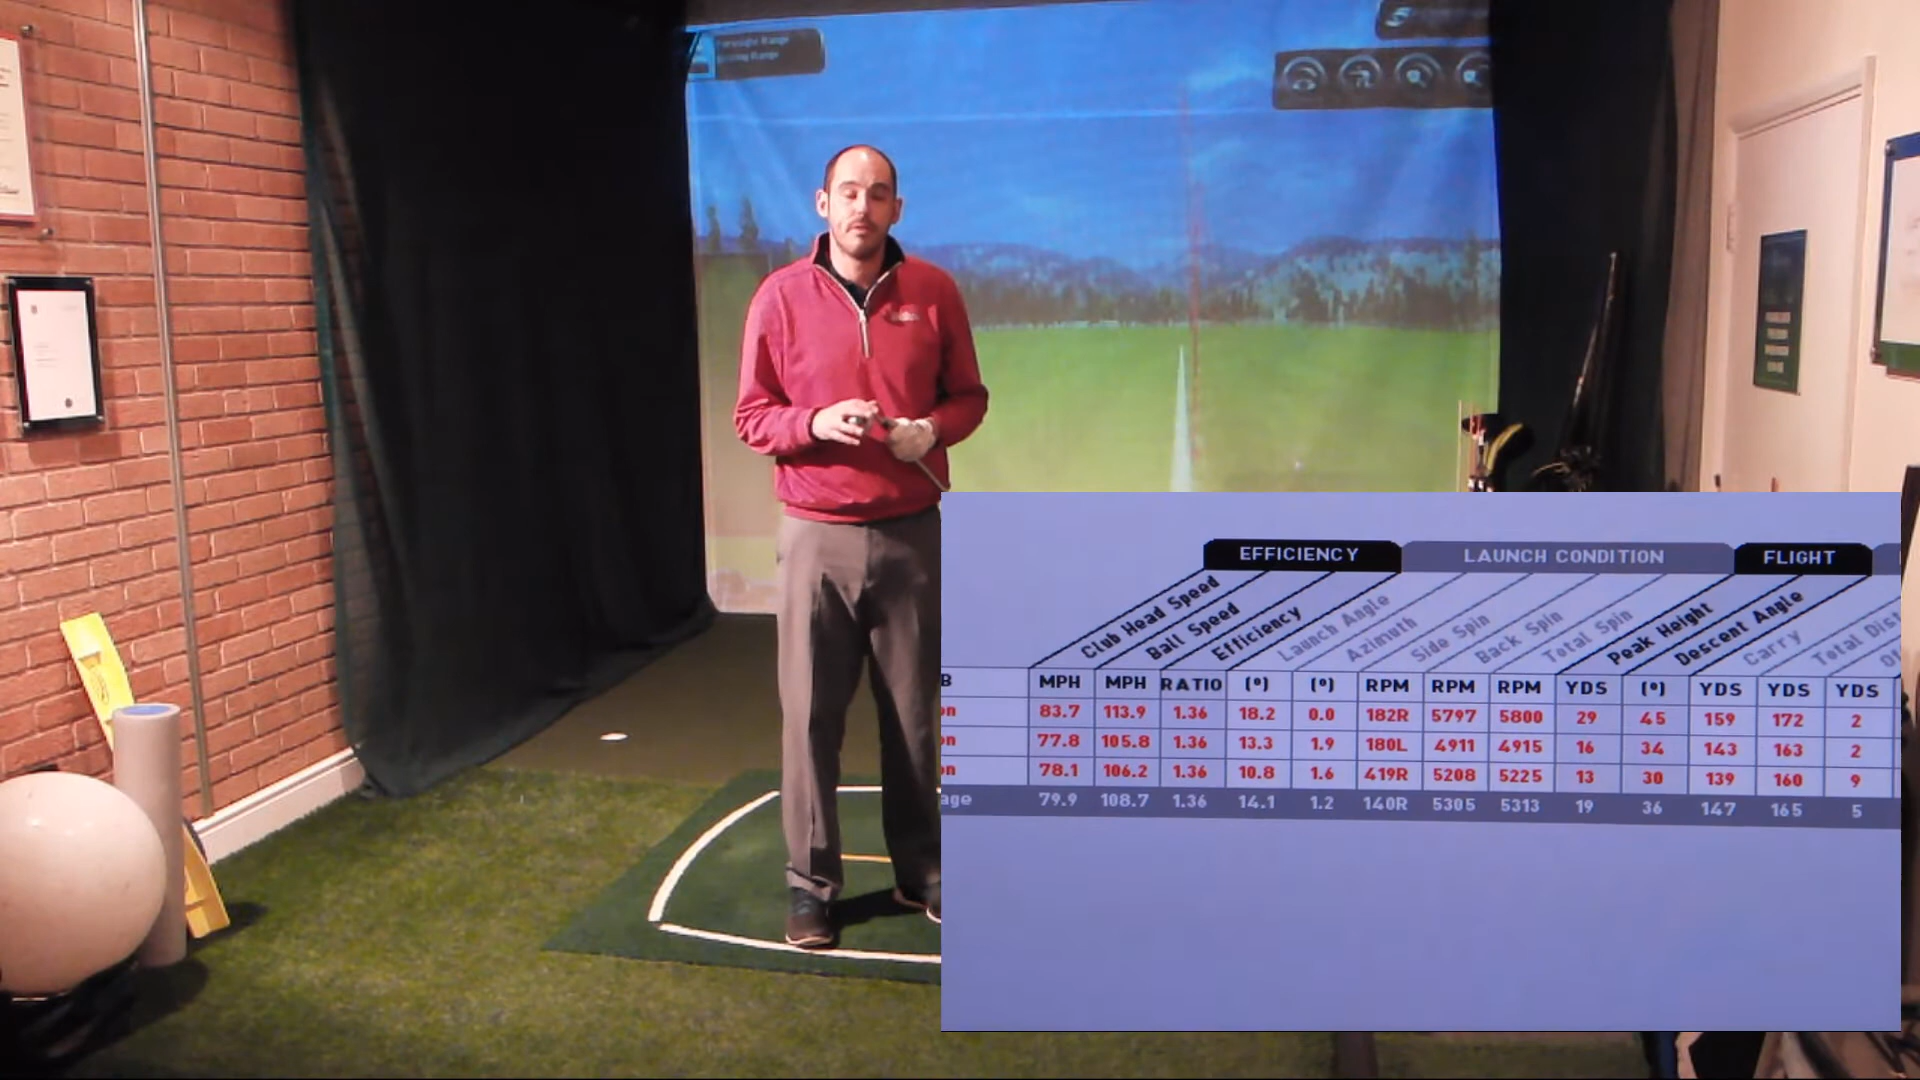 Foresight Range
Driving Range
EFFICIENCY LAUNCH CONDITION FLIGHT
Club Head Speed
Ball Speed
Efficiency
Launch Angle
Azimuth
Side Spin
Back Spin
Total Spin
Peak Height
Descent Angle
Carry
Total Dist
B MPH MPH RATIO (°) (°) RPM RPM RPM YDS (°) YDS YDS YDS
on 83.7 113.9 1.36 18.2 0.0 182R 5797 5800 29 45 159 172 2
on 77.8 105.8 1.36 13.3 1.9 180L 4911 4915 16 34 143 163 2
on 78.1 106.2 1.36 10.8 1.6 419R 5208 5225 13 30 139 160 9
age 79.9 108.7 1.36 14.1 1.2 140R 5305 5313 19 36 147 165 5